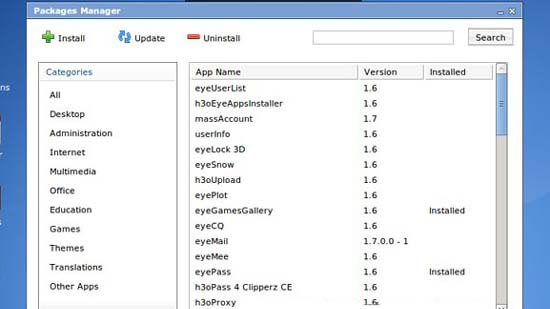 Packages Manager
Install Update Uninstall Search
Categories
All
Desktop
Administration
Internet
Multimedia
Office
Education
Games
Themes
Translations
Other Apps
App Name Version Installed
eyeUserList 1.6
h3oEyeAppsInstaller 1.6
massAccount 1.7
userInfo 1.6
eyeLock 3D 1.6
eyeSnow 1.6
h3oUpload 1.6
eyePlot 1.6
eyeGamesGallery 1.6 Installed
eyeCQ 1.6
eyeMail 1.7.0.0 - 1
eyeMee 1.6
eyePass 1.6 Installed
h3oPass 4 Clipperz CE 1.6
h3oProxy 1.6